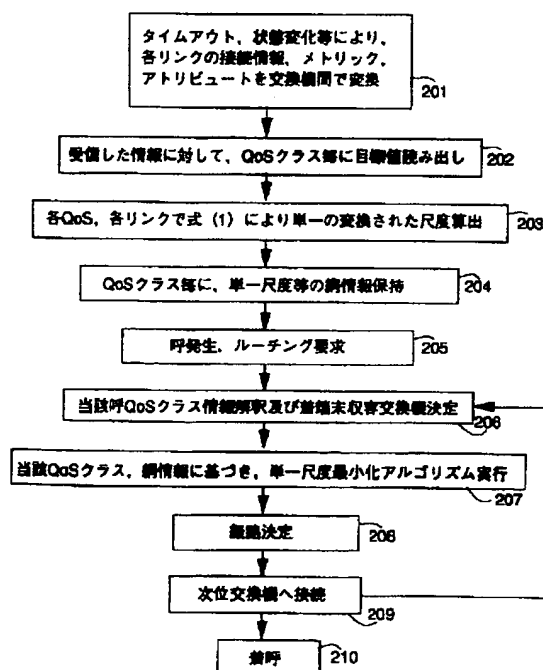 タイムアウト、状態変化等により、
各リンクの接続情報、メトリック、
アトリビュートを交換機間で変換
201
受信した情報に対して、QoSクラス毎に目標値読み出し
202
各QoS、各リンクで式(1)により単一の変換された尺度算出
203
QoSクラス毎に、単一尺度等の網情報保持
204
呼発生、ルーチング要求
205
当該呼QoSクラス情報解釈及び着端末収容交換機決定
206
当該QoSクラス、網情報に基づき、単一尺度最小化アルゴリズム実行
207
経路決定
208
次位交換機へ接続
209
着呼
210